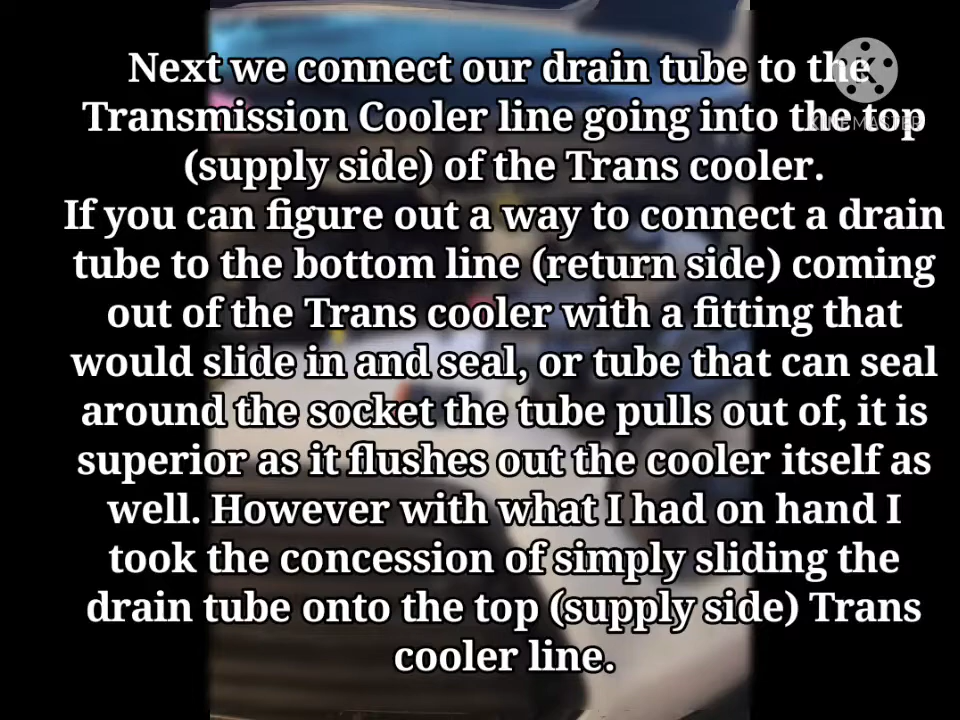 Next we connect our drain tube to the
Transmission Cooler line going into the top
(supply side) of the Trans cooler.
If you can figure out a way to connect a drain
tube to the bottom line (return side) coming
out of the Trans cooler with a fitting that
would slide in and seal, or tube that can seal
around the socket the tube pulls out of, it is
superior as it flushes out the cooler itself as
well. However with what I had on hand I
took the concession of simply sliding the
drain tube onto the top (supply side) Trans
cooler line.
KINEMASTER